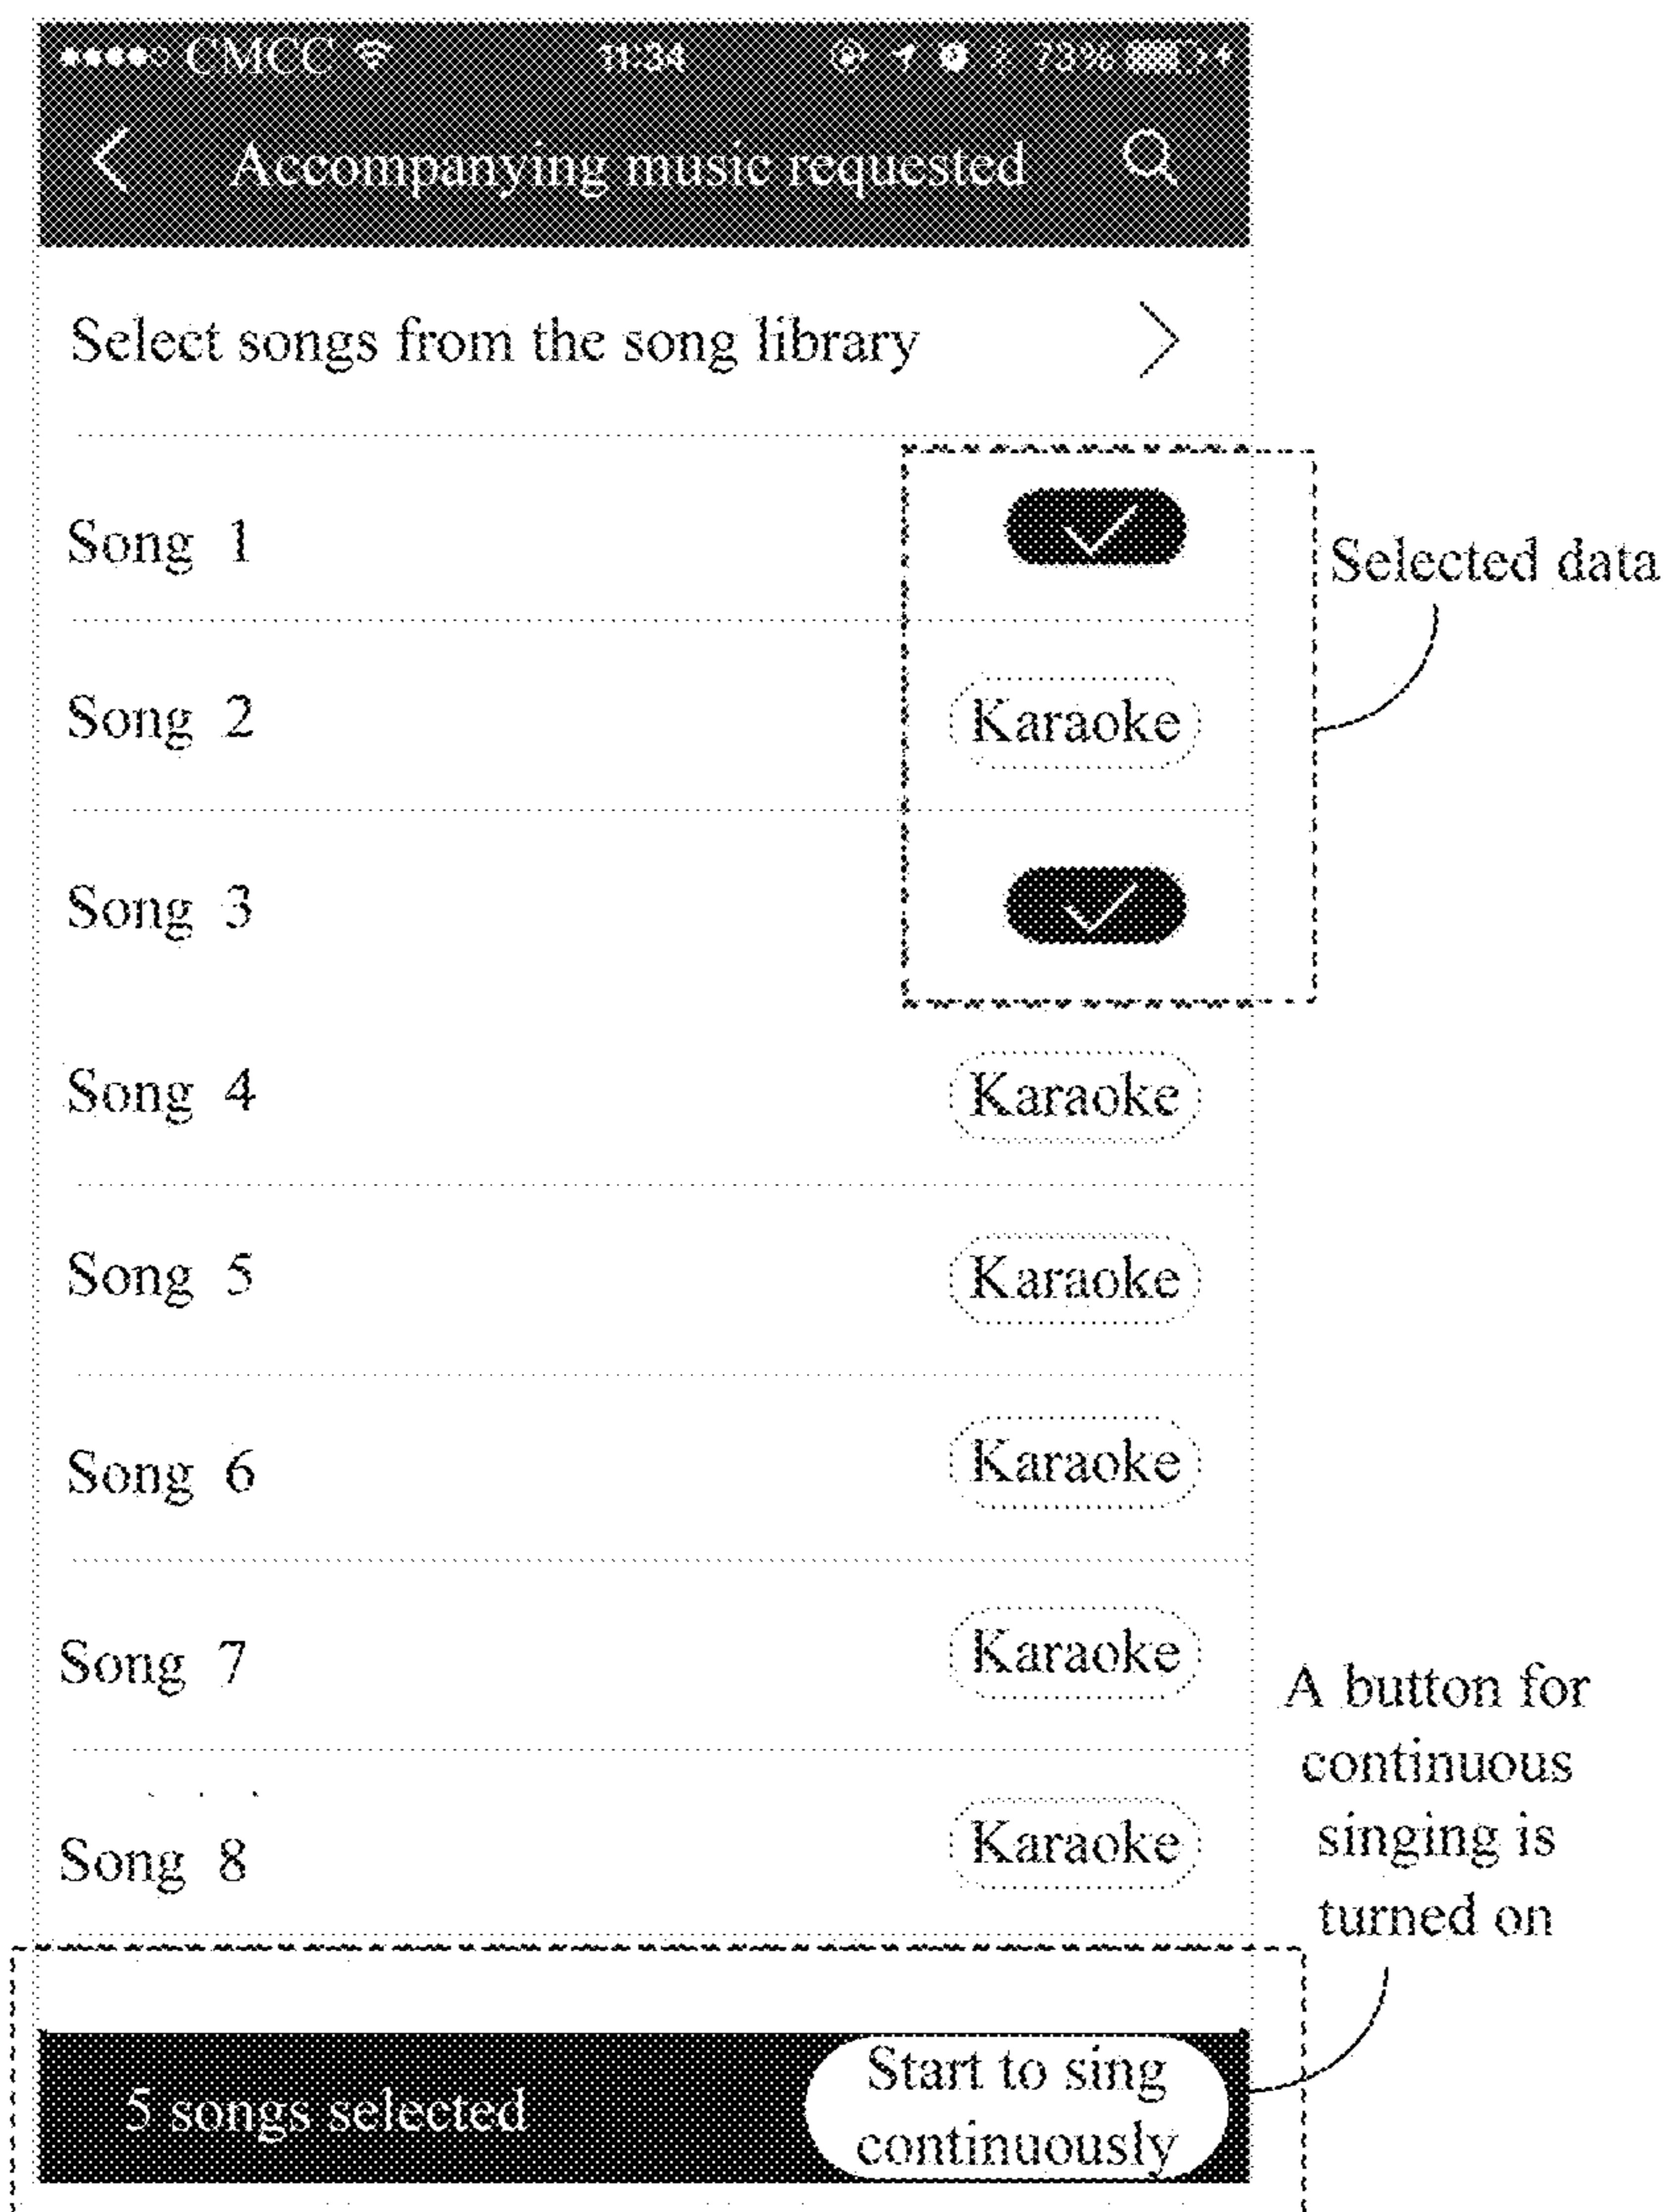 CMCC 11:34 73%
Accompanying music requested
Select songs from the song library
Song 1
Selected data
Song 2 Karaoke
Song 3
Song 4 Karaoke
Song 5 Karaoke
Song 6 Karaoke
Song 7 Karaoke
Song 8 Karaoke
A button for
continuous
singing is
turned on
5 songs selected
Start to sing
continuously